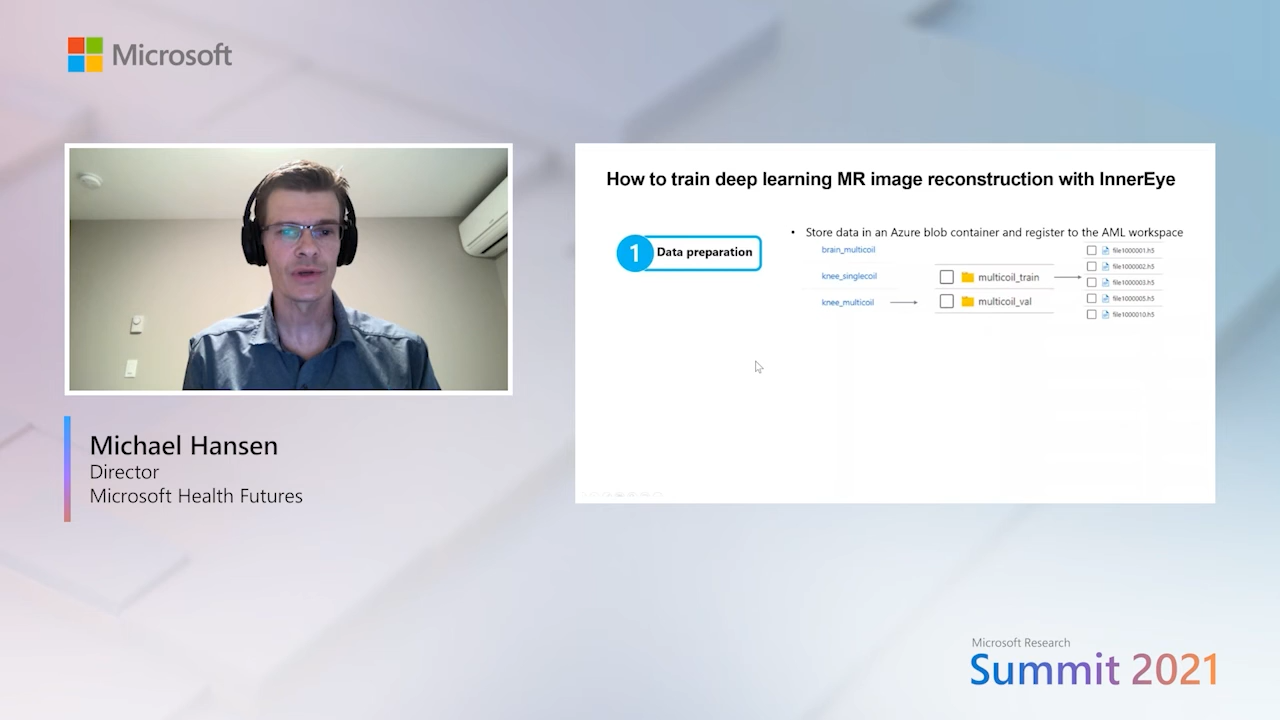 Microsoft
How to train deep learning MR image reconstruction with InnerEye
1 Data preparation
• Store data in an Azure blob container and register to the AML workspace
brain_multicoil
knee_singlecoil
knee_multicoil
multicoil_train
multicoil_val
file1000001.h5
file1000002.h5
file1000003.h5
file1000005.h5
file1000010.h5
Michael Hansen
Director
Microsoft Health Futures
Microsoft Research
Summit 2021